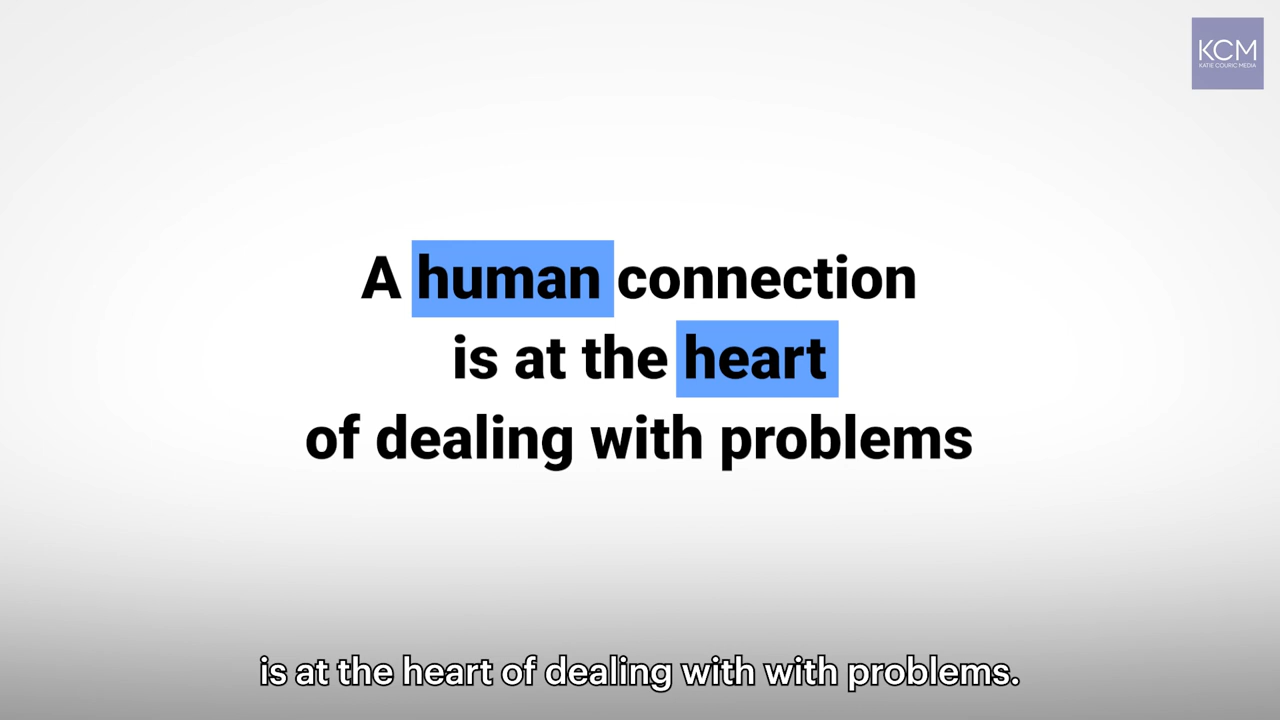 KCM
KATIE COURIC MEDIA
A human connection
is at the heart
of dealing with problems
is at the heart of dealing with with problems.